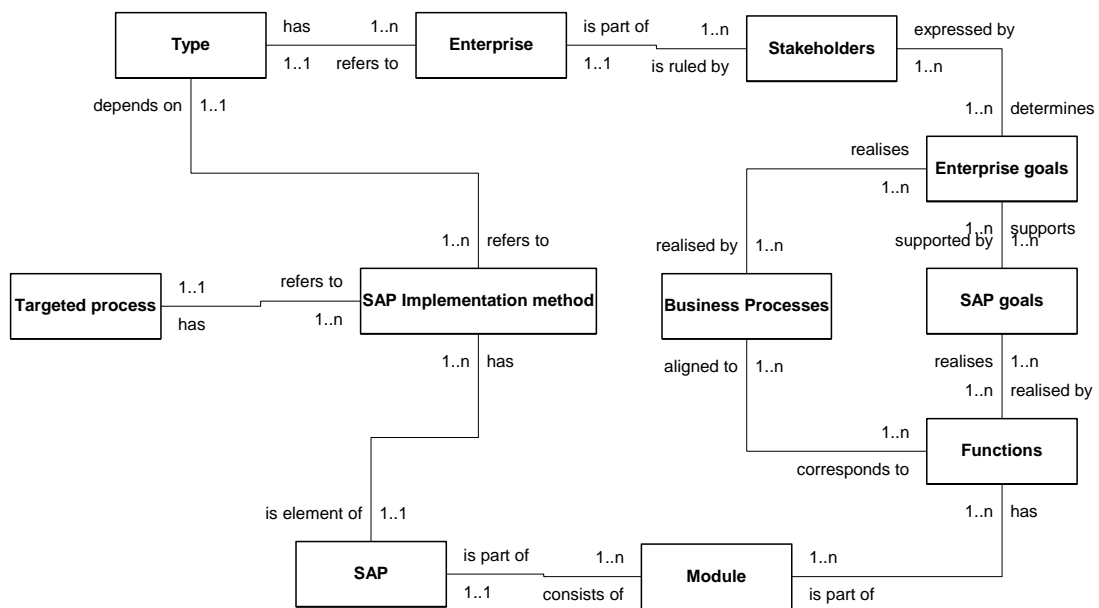 has
1..n
is part of
1..n
expressed by
Type
Enterprise
Stakeholders
1..1
refers to
1..1
is ruled by
1..n
depends on
1..1
1..n
determines
realises
Enterprise goals
1..n
1..n
supports
1..n
refers to
realised by
1..n
supported by
1..n
1..1
refers to
Targeted process
SAP Implementation method
Business Processes
SAP goals
has
1..n
1..n
has
aligned to
1..n
realises
1..n
1..n
realised by
1..n
Functions
corresponds to
is element of
1..1
1..n
has
is part of
1..n
1..n
SAP
Module
1..1
consists of
is part of